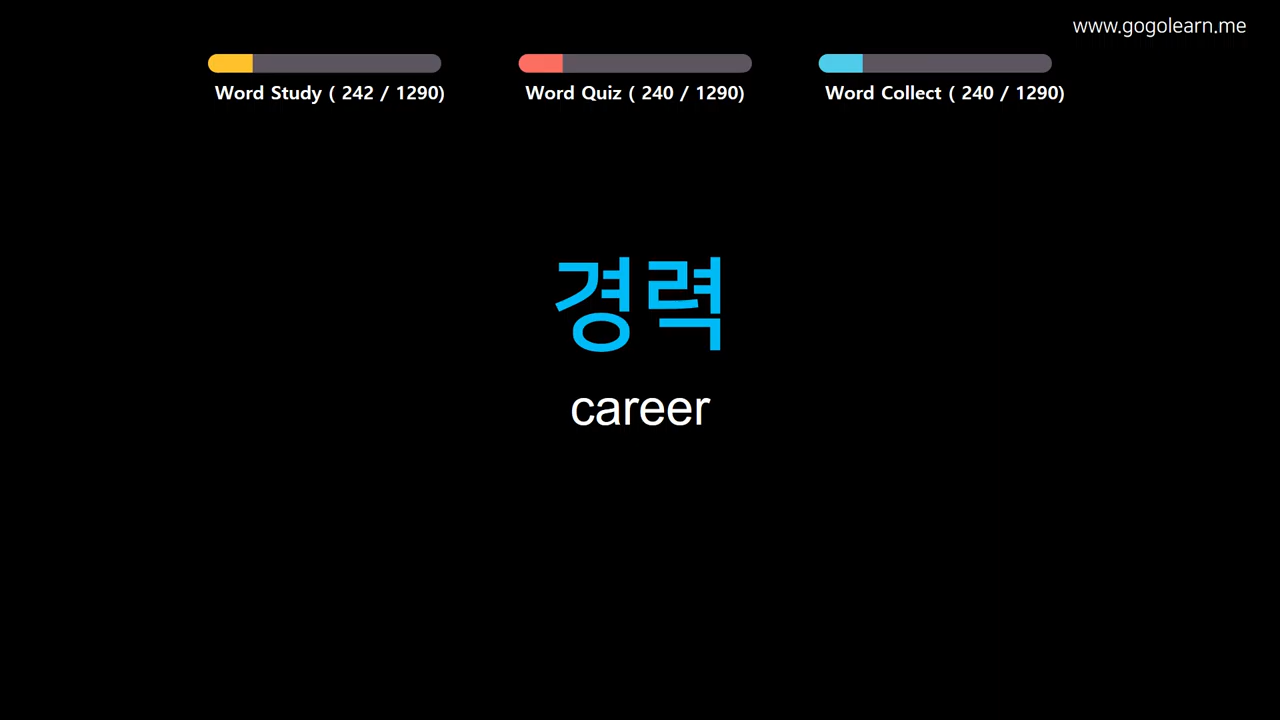 www.gogolearn.me
Word Study ( 242 / 1290)
Word Quiz ( 240 / 1290)
Word Collect ( 240 / 1290)
경력
career